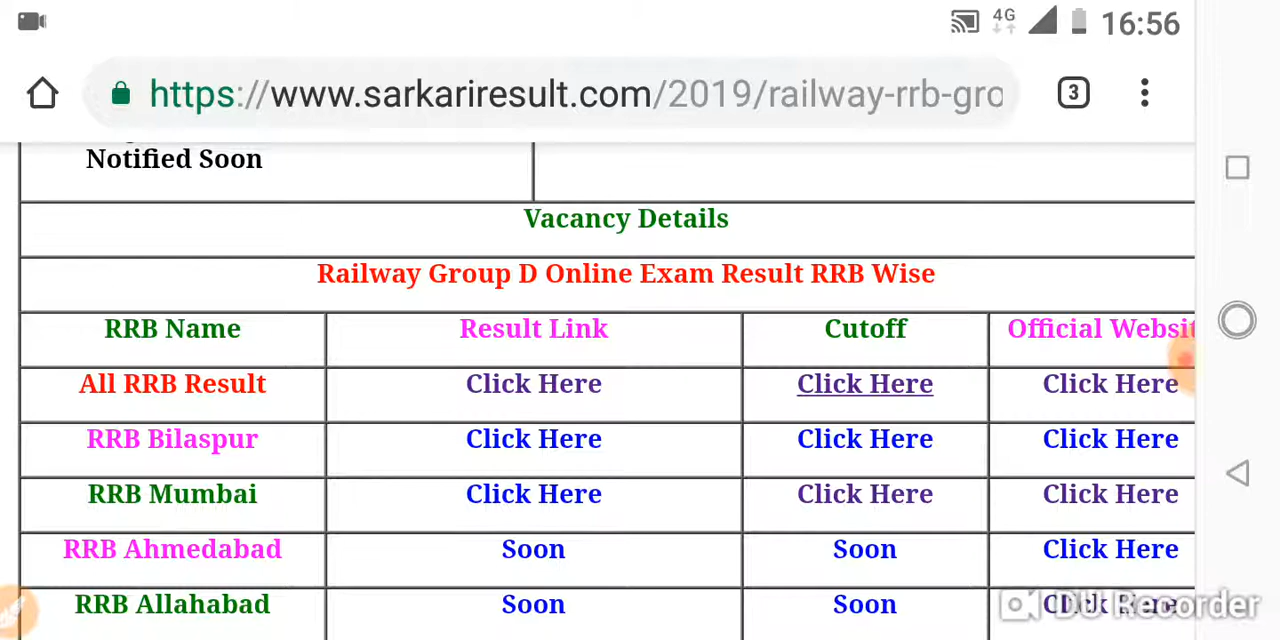 4G 16:56
https://www.sarkariresult.com/2019/railway-rrb-gro
3
Notified Soon
Vacancy Details
Railway Group D Online Exam Result RRB Wise
RRB Name Result Link Cutoff Official Websit
All RRB Result Click Here Click Here Click Here
RRB Bilaspur Click Here Click Here Click Here
RRB Mumbai Click Here Click Here Click Here
RRB Ahmedabad Soon Soon Click Here
RRB Allahabad Soon Soon Click Here
DU Recorder